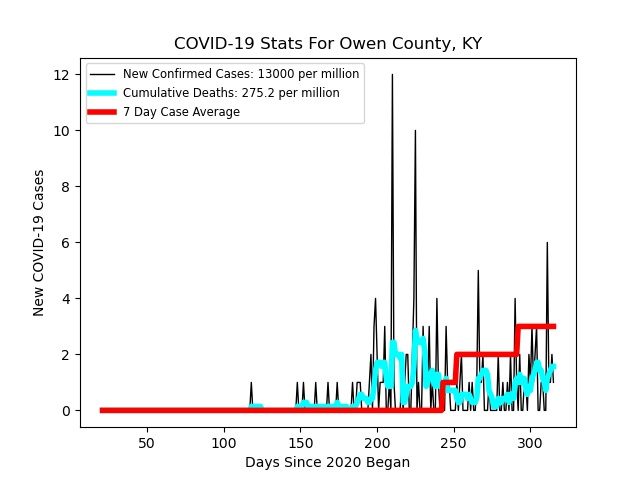 COVID-19 Stats For Owen County, KY
New Confirmed Cases: 13000 per million
Cumulative Deaths: 275.2 per million
7 Day Case Average
New COVID-19 Cases
12
10
8
6
4
2
0
50 100 150 200 250 300
Days Since 2020 Began